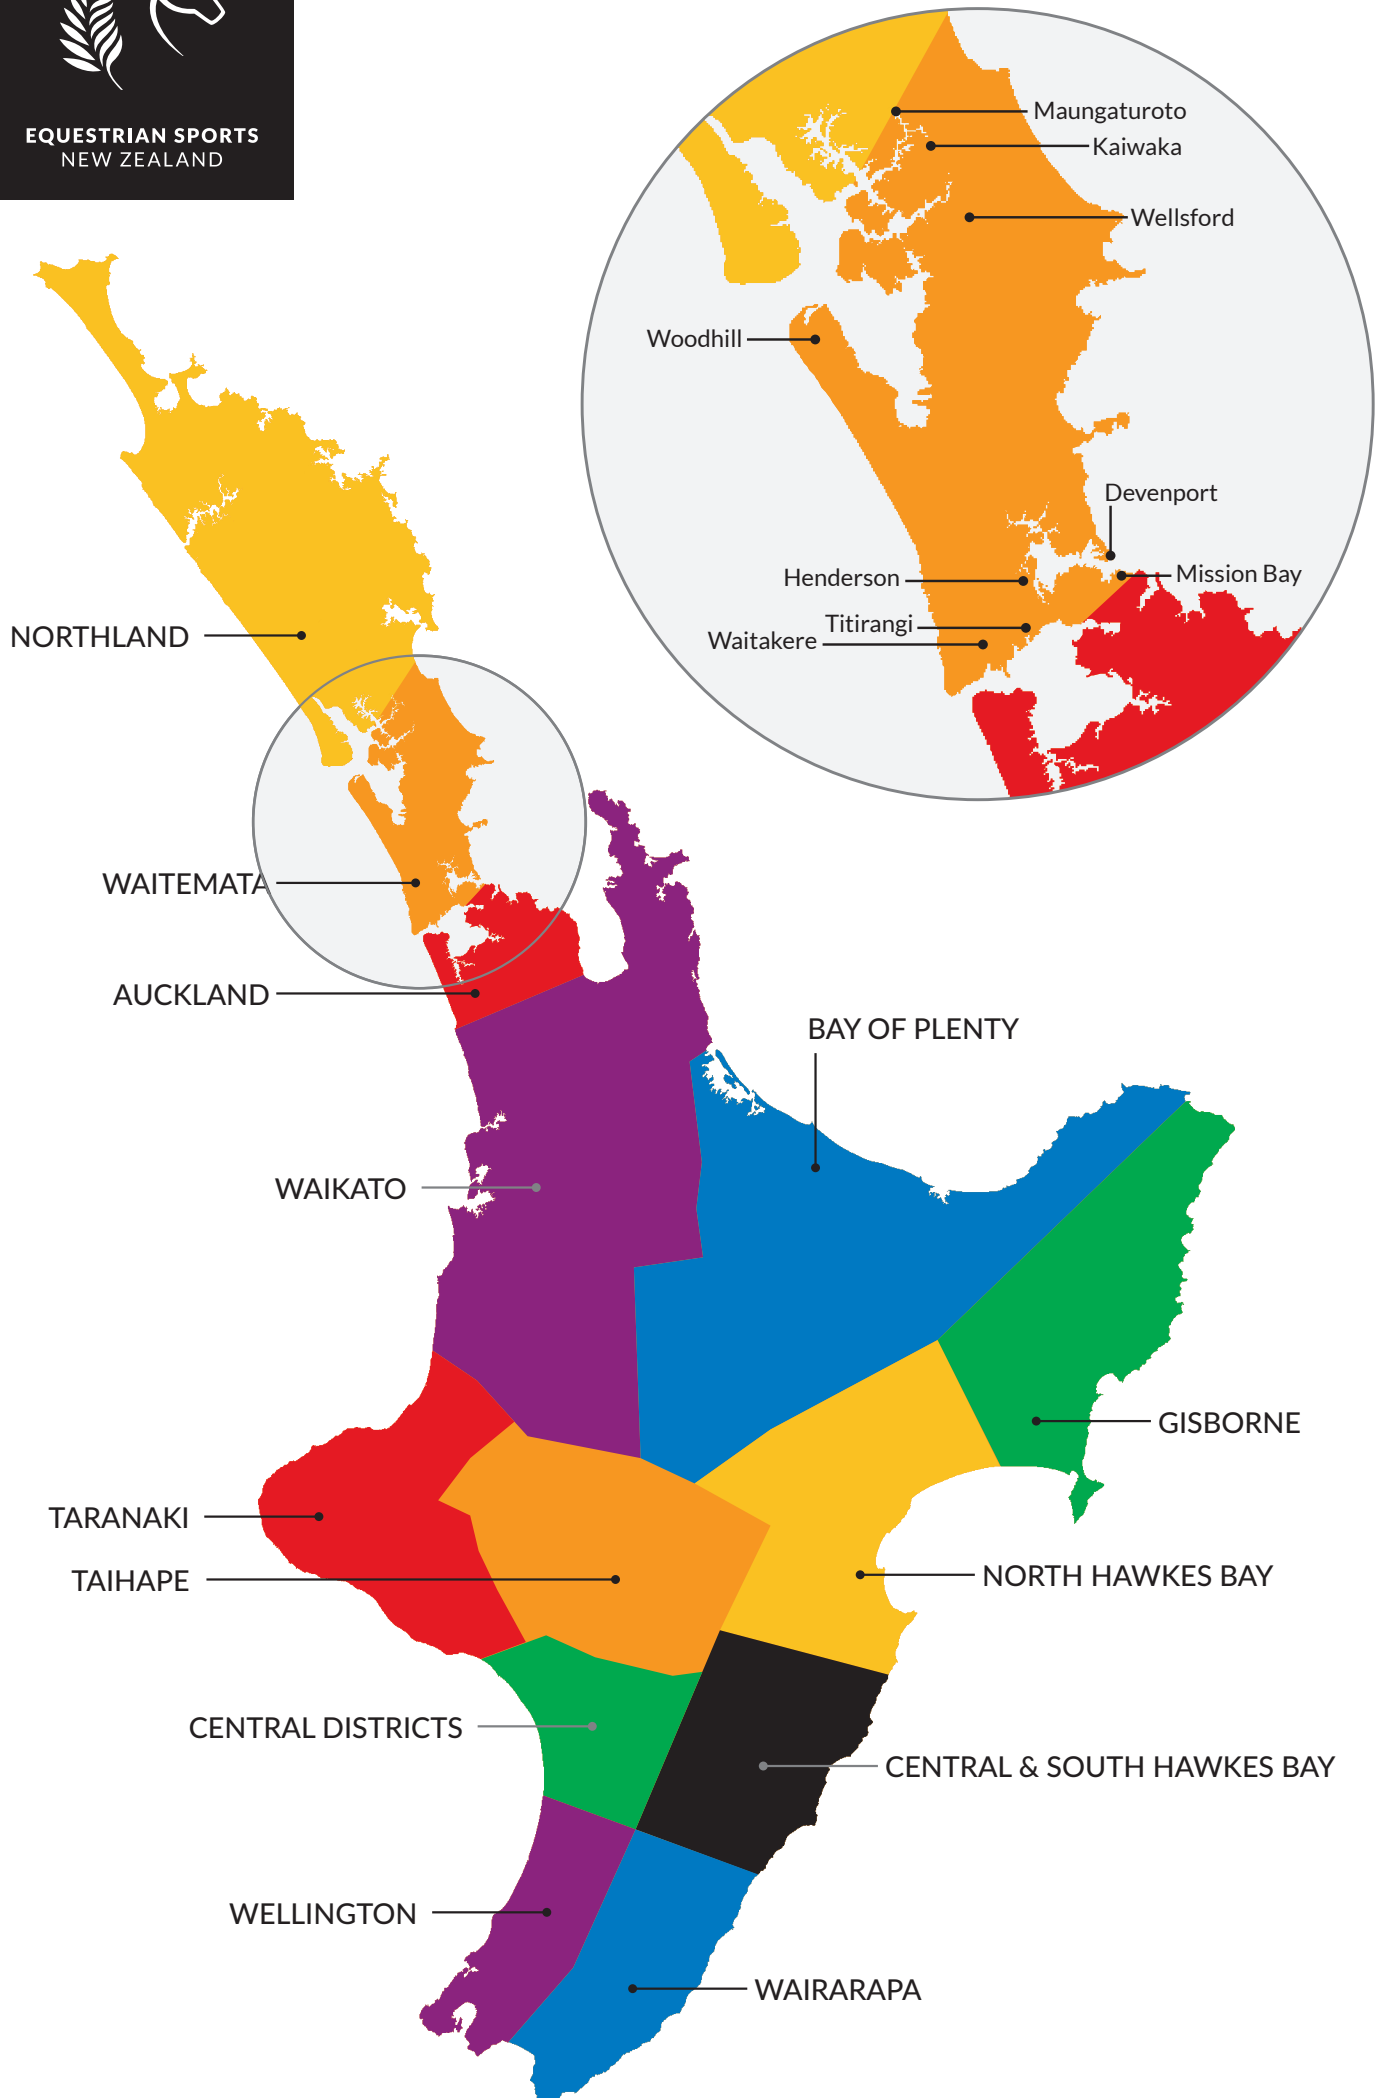 EQUESTRIAN SPORTS
NEW ZEALAND
Maungaturoto
Kaiwaka
Wellsford
Woodhill
Devenport
Henderson
Mission Bay
Titirangi
Waitakere
NORTHLAND
WAITEMATA
AUCKLAND
BAY OF PLENTY
WAIKATO
GISBORNE
TARANAKI
TAIHAPE
NORTH HAWKES BAY
CENTRAL DISTRICTS
CENTRAL & SOUTH HAWKES BAY
WELLINGTON
WAIRARAPA